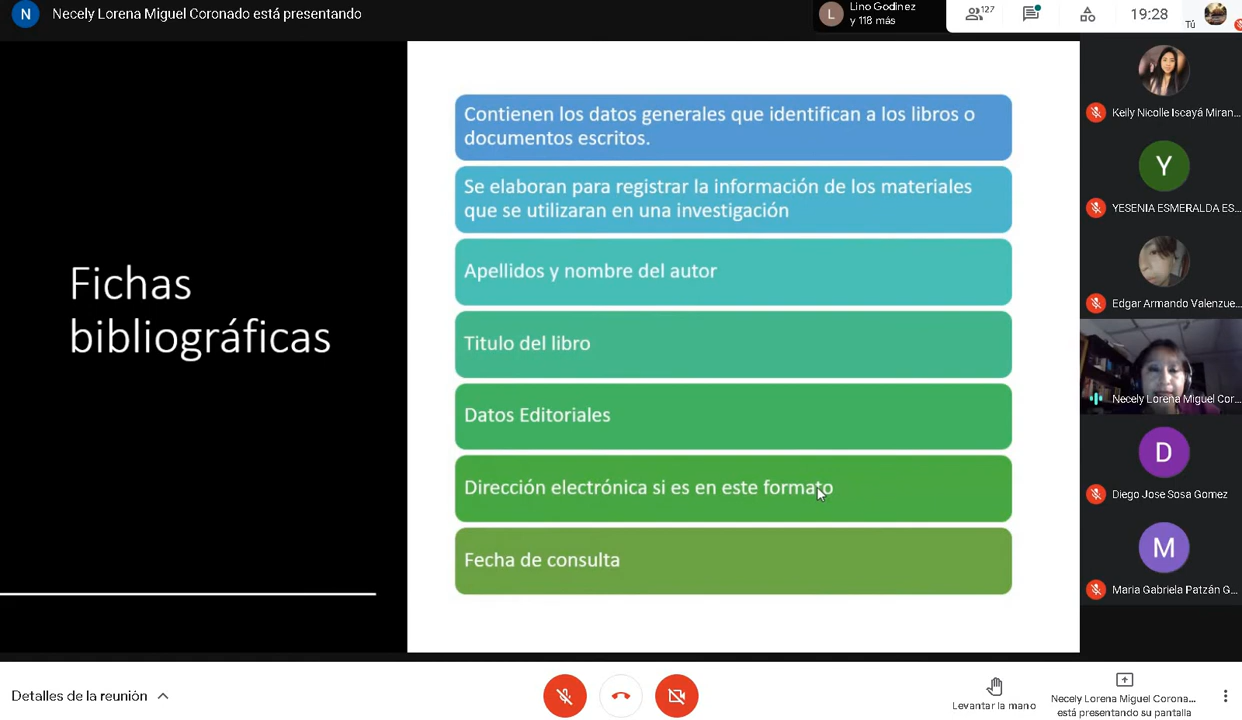 N Necely Lorena Miguel Coronado está presentando
L Lino Godinez
y 118 más
127
19:28
Tú
Fichas
bibliográficas
Contienen los datos generales que identifican a los libros o
documentos escritos.
Se elaboran para registrar la información de los materiales
que se utilizaran en una investigación
Apellidos y nombre del autor
Titulo del libro
Datos Editoriales
Dirección electrónica si es en este formato
Fecha de consulta
Keily Nicolle Iscayá Miran...
Y
YESENIA ESMERALDA ES...
Edgar Armando Valenzue...
Necely Lorena Miguel Cor...
D
Diego Jose Sosa Gomez
M
Maria Gabriela Patzán G...
Detalles de la reunión
Levantar la mano
Necely Lorena Miguel Corona...
está presentando su pantalla